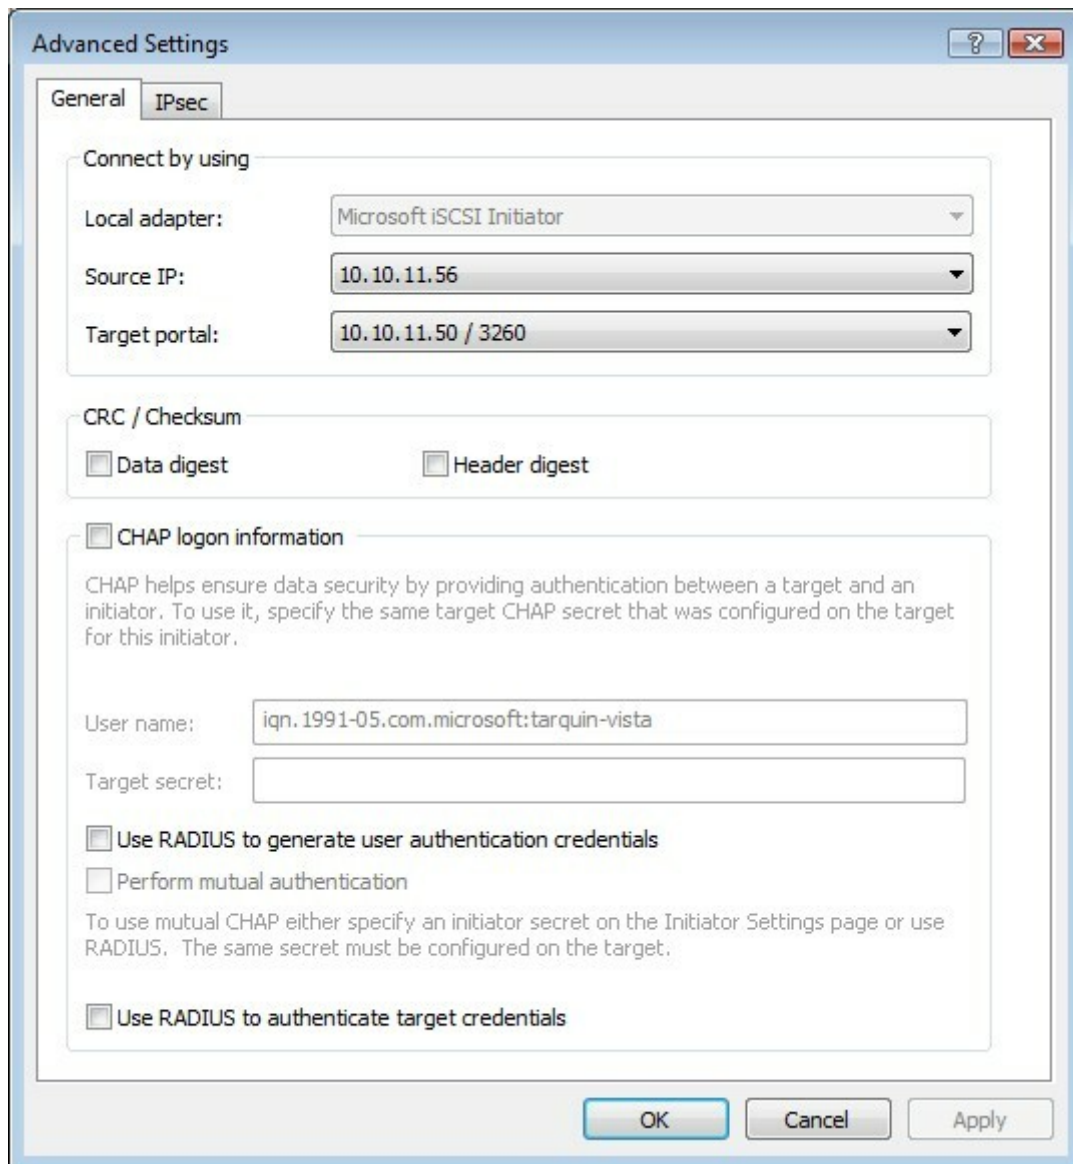 Advanced Settings
General
IPsec
Connect by using
Local adapter:
Microsoft iSCSI Initiator
Source IP:
10.10.11.56
Target portal:
10.10.11.50 / 3260
CRC / Checksum
Data digest
Header digest
CHAP logon information
CHAP helps ensure data security by providing authentication between a target and an
initiator. To use it, specify the same target CHAP secret that was configured on the target
for this initiator.
User name:
iqn.1991-05.com.microsoft:tarquin-vista
Target secret:
Use RADIUS to generate user authentication credentials
Perform mutual authentication
To use mutual CHAP either specify an initiator secret on the Initiator Settings page or use
RADIUS.  The same secret must be configured on the target.
Use RADIUS to authenticate target credentials
OK
Cancel
Apply